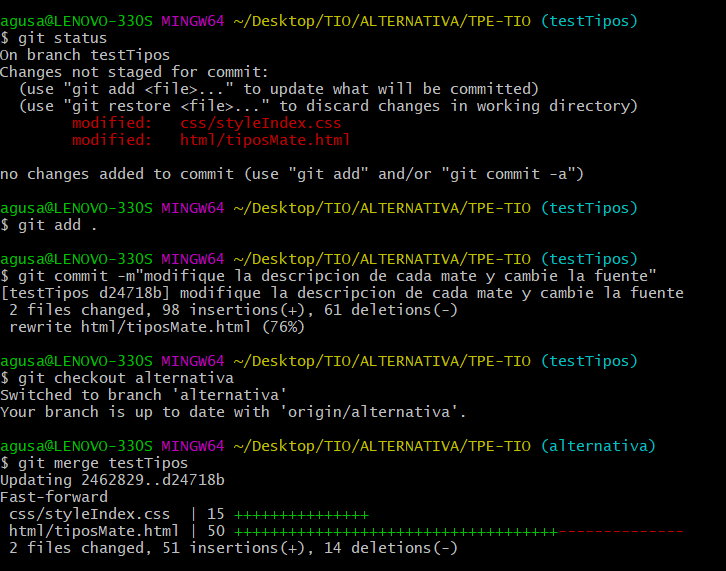 agusa@LENOVO-330S MINGW64 ~/Desktop/TIO/ALTERNATIVA/TPE-TIO (testTipos)
$ git status
On branch testTipos
Changes not staged for commit:
  (use "git add <file>..." to update what will be committed)
  (use "git restore <file>..." to discard changes in working directory)
        modified:   css/styleIndex.css
        modified:   html/tiposMate.html

no changes added to commit (use "git add" and/or "git commit -a")

agusa@LENOVO-330S MINGW64 ~/Desktop/TIO/ALTERNATIVA/TPE-TIO (testTipos)
$ git add .

agusa@LENOVO-330S MINGW64 ~/Desktop/TIO/ALTERNATIVA/TPE-TIO (testTipos)
$ git commit -m"modifique la descripcion de cada mate y cambie la fuente"
[testTipos d24718b] modifique la descripcion de cada mate y cambie la fuente
 2 files changed, 98 insertions(+), 61 deletions(-)
 rewrite html/tiposMate.html (76%)

agusa@LENOVO-330S MINGW64 ~/Desktop/TIO/ALTERNATIVA/TPE-TIO (testTipos)
$ git checkout alternativa
Switched to branch 'alternativa'
Your branch is up to date with 'origin/alternativa'.

agusa@LENOVO-330S MINGW64 ~/Desktop/TIO/ALTERNATIVA/TPE-TIO (alternativa)
$ git merge testTipos
Updating 2462829..d24718b
Fast-forward
 css/styleIndex.css  | 15 +++++++++++++++
 html/tiposMate.html | 50 ++++++++++++++++++++++++++++++++++++--------------
 2 files changed, 51 insertions(+), 14 deletions(-)